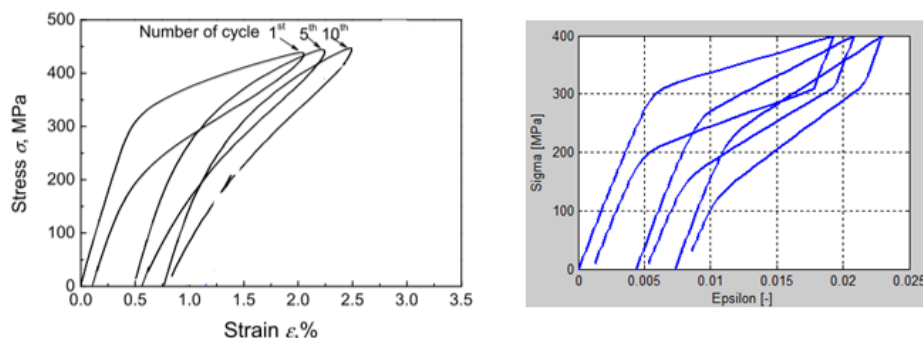 500
Number of cycle 1st 5th 10th
400
300
200
100
0
Stress σ, MPa
0.0 0.5 1.0 1.5 2.0 2.5 3.0 3.5
Strain ε,%
400
300
200
100
0
Sigma [MPa]
0 0.005 0.01 0.015 0.02 0.025
Epsilon [-]